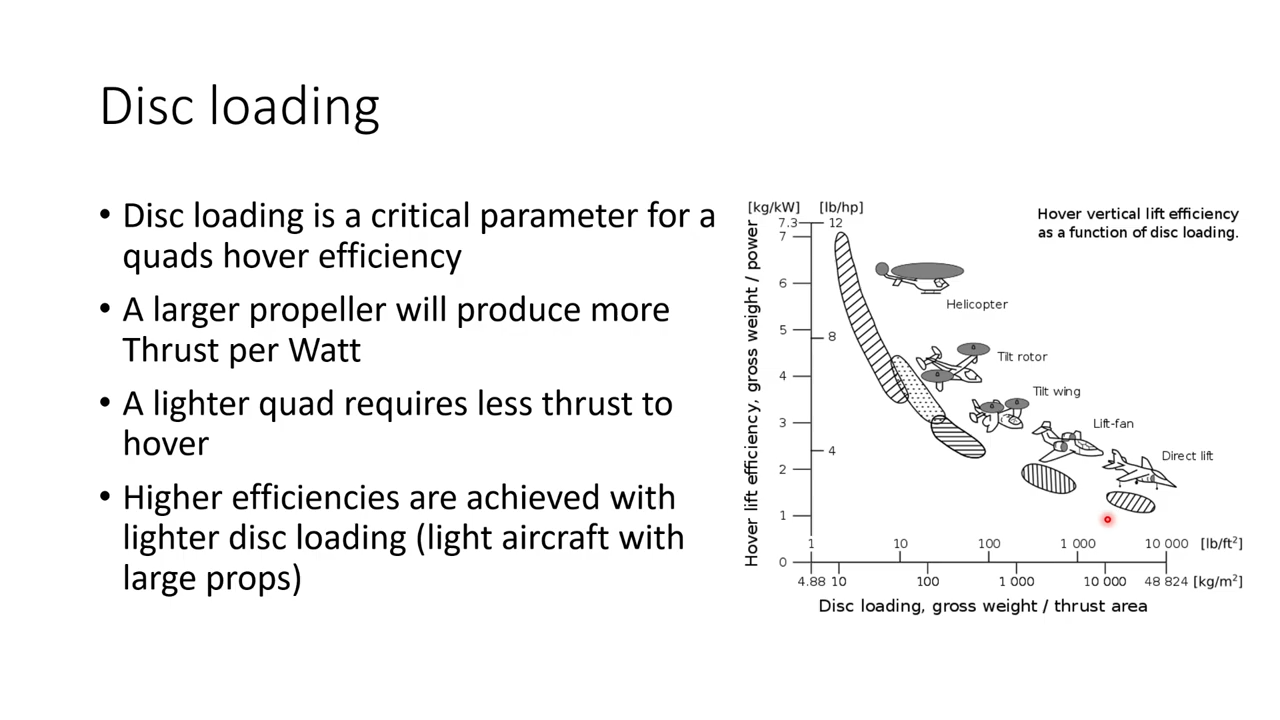 Disc loading
• Disc loading is a critical parameter for a
quads hover efficiency
• A larger propeller will produce more
Thrust per Watt
• A lighter quad requires less thrust to
hover
• Higher efficiencies are achieved with
lighter disc loading (light aircraft with
large props)
[kg/kW] [lb/hp]
Hover vertical lift efficiency
as a function of disc loading.
7.3 12
7
6
5
8
4
3
4
2
1
0
Hover lift efficiency, gross weight / power
Helicopter
Tilt rotor
Tilt wing
Lift-fan
Direct lift
1 10 100 1 000 10 000 [lb/ft²]
4.88 10 100 1 000 10 000 48 824 [kg/m²]
Disc loading, gross weight / thrust area